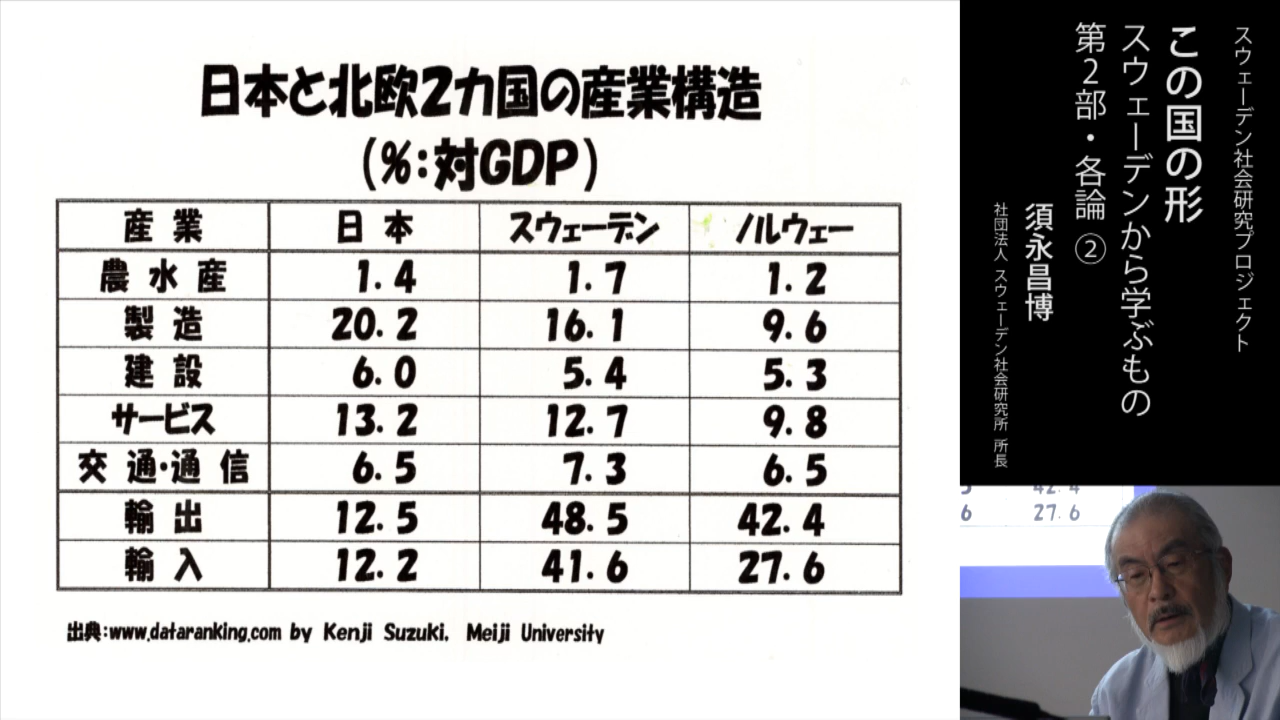 日本と北欧2カ国の産業構造
(%:対GDP)
産業 日本 スウェーデン ノルウェー
農水産 1.4 1.7 1.2
製造 20.2 16.1 9.6
建設 6.0 5.4 5.3
サービス 13.2 12.7 9.8
交通・通信 6.5 7.3 6.5
輸出 12.5 48.5 42.4
輸入 12.2 41.6 27.6
出典:www.dataranking.com by Kenji Suzuki. Meiji University
スウェーデン社会研究プロジェクト
この国の形
スウェーデンから学ぶもの
第2部・各論②
須永昌博
社団法人 スウェーデン社会研究所 所長
42.4
6 27.6